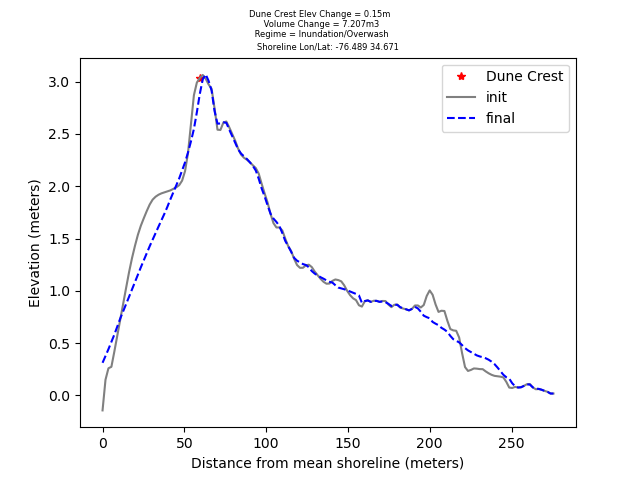 Dune Crest Elev Change = 0.15m
Volume Change = 7.207m3
Regime = Inundation/Overwash
Shoreline Lon/Lat: -76.489 34.671
Dune Crest
init
final
3.0
2.5
2.0
1.5
1.0
0.5
0.0
Elevation (meters)
0 50 100 150 200 250
Distance from mean shoreline (meters)